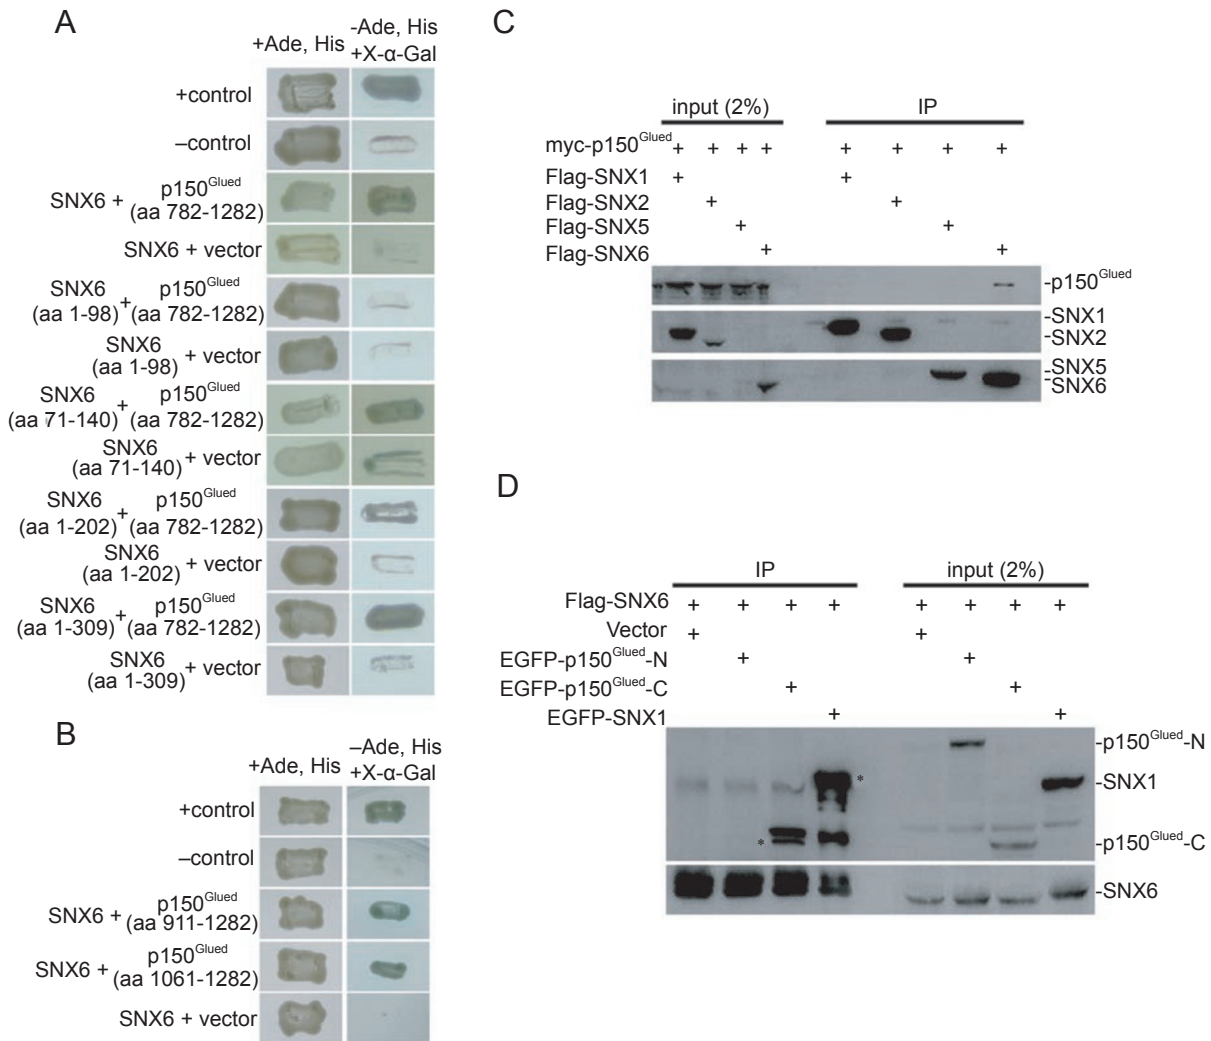 A
+Ade, His
-Ade, His
+X-α-Gal
+control
–control
SNX6 + p150Glued
(aa 782-1282)
SNX6 + vector
SNX6 + p150Glued
(aa 1-98) (aa 782-1282)
SNX6 + vector
(aa 1-98)
SNX6 + p150Glued
(aa 71-140) (aa 782-1282)
SNX6 + vector
(aa 71-140)
SNX6 + p150Glued
(aa 1-202) (aa 782-1282)
SNX6 + vector
(aa 1-202)
SNX6 + p150Glued
(aa 1-309) (aa 782-1282)
SNX6 + vector
(aa 1-309)
B
+Ade, His
–Ade, His
+X-α-Gal
+control
–control
SNX6 + p150Glued
(aa 911-1282)
SNX6 + p150Glued
(aa 1061-1282)
SNX6 + vector
C
input (2%) IP
myc-p150Glued + + + + + + + +
Flag-SNX1 + +
Flag-SNX2 + +
Flag-SNX5 + +
Flag-SNX6 + +
-p150Glued
-SNX1
-SNX2
-SNX5
-SNX6
D
IP input (2%)
Flag-SNX6 + + + + + + + +
Vector + +
EGFP-p150Glued-N + +
EGFP-p150Glued-C + +
EGFP-SNX1 + +
-p150Glued-N
* -SNX1
* -p150Glued-C
-SNX6